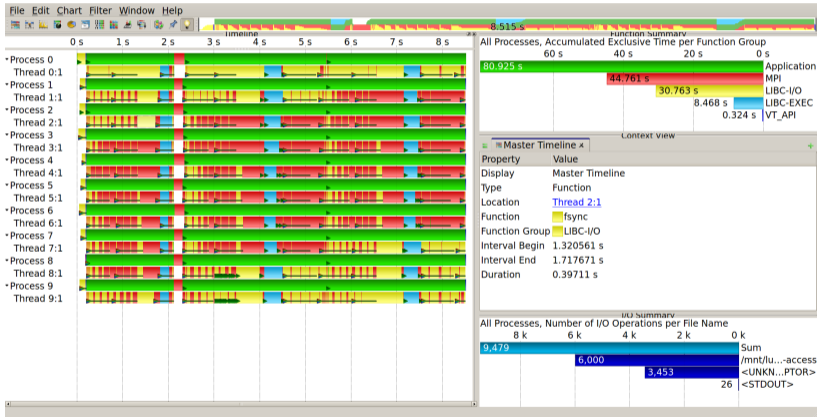 File Edit Chart Filter Window Help
8.515 s
Timeline
0 s 1 s 2 s 3 s 4 s 5 s 6 s 7 s 8 s
Process 0
Thread 0:1
Process 1
Thread 1:1
Process 2
Thread 2:1
Process 3
Thread 3:1
Process 4
Thread 4:1
Process 5
Thread 5:1
Process 6
Thread 6:1
Process 7
Thread 7:1
Process 8
Thread 8:1
Process 9
Thread 9:1
Function Summary
All Processes, Accumulated Exclusive Time per Function Group
60 s 40 s 20 s 0 s
80.925 s Application
44.761 s MPI
30.763 s LIBC-I/O
8.468 s LIBC-EXEC
0.324 s VT_API
Context View
Master Timeline
Property Value
Display Master Timeline
Type Function
Location Thread 2:1
Function fsync
Function Group LIBC-I/O
Interval Begin 1.320561 s
Interval End 1.717671 s
Duration 0.39711 s
I/O Summary
All Processes, Number of I/O Operations per File Name
8 k 6 k 4 k 2 k 0 k
9,479 Sum
6,000 /mnt/lu...-access
3,453 <UNKN...PTOR>
26 <STDOUT>